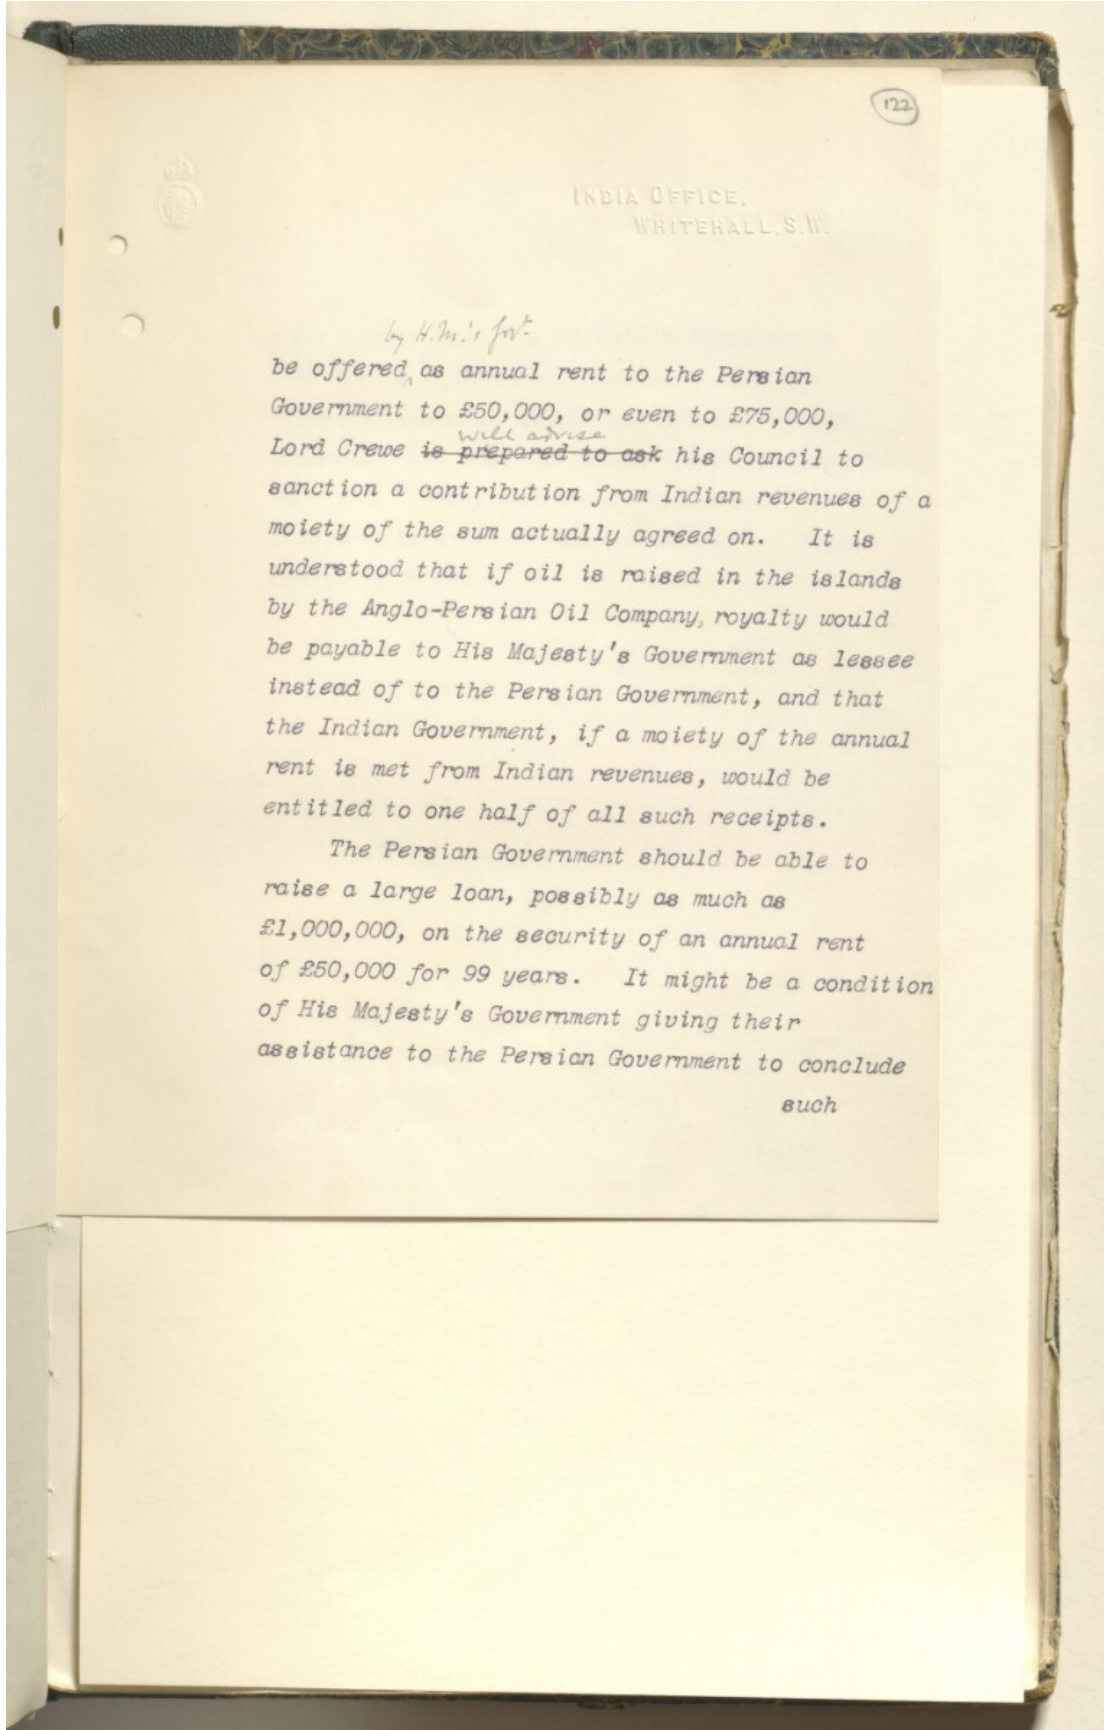 122
INDIA OFFICE,
WHITEHALL, S.W.
by H.M.'s Govt.
be offered as annual rent to the Persian
Government to £50,000, or even to £75,000,
will advise
Lord Crewe is prepared to ask his Council to
sanction a contribution from Indian revenues of a
moiety of the sum actually agreed on. It is
understood that if oil is raised in the islands
by the Anglo-Persian Oil Company, royalty would
be payable to His Majesty's Government as lessee
instead of to the Persian Government, and that
the Indian Government, if a moiety of the annual
rent is met from Indian revenues, would be
entitled to one half of all such receipts.
The Persian Government should be able to
raise a large loan, possibly as much as
£1,000,000, on the security of an annual rent
of £50,000 for 99 years. It might be a condition
of His Majesty's Government giving their
assistance to the Persian Government to conclude
such